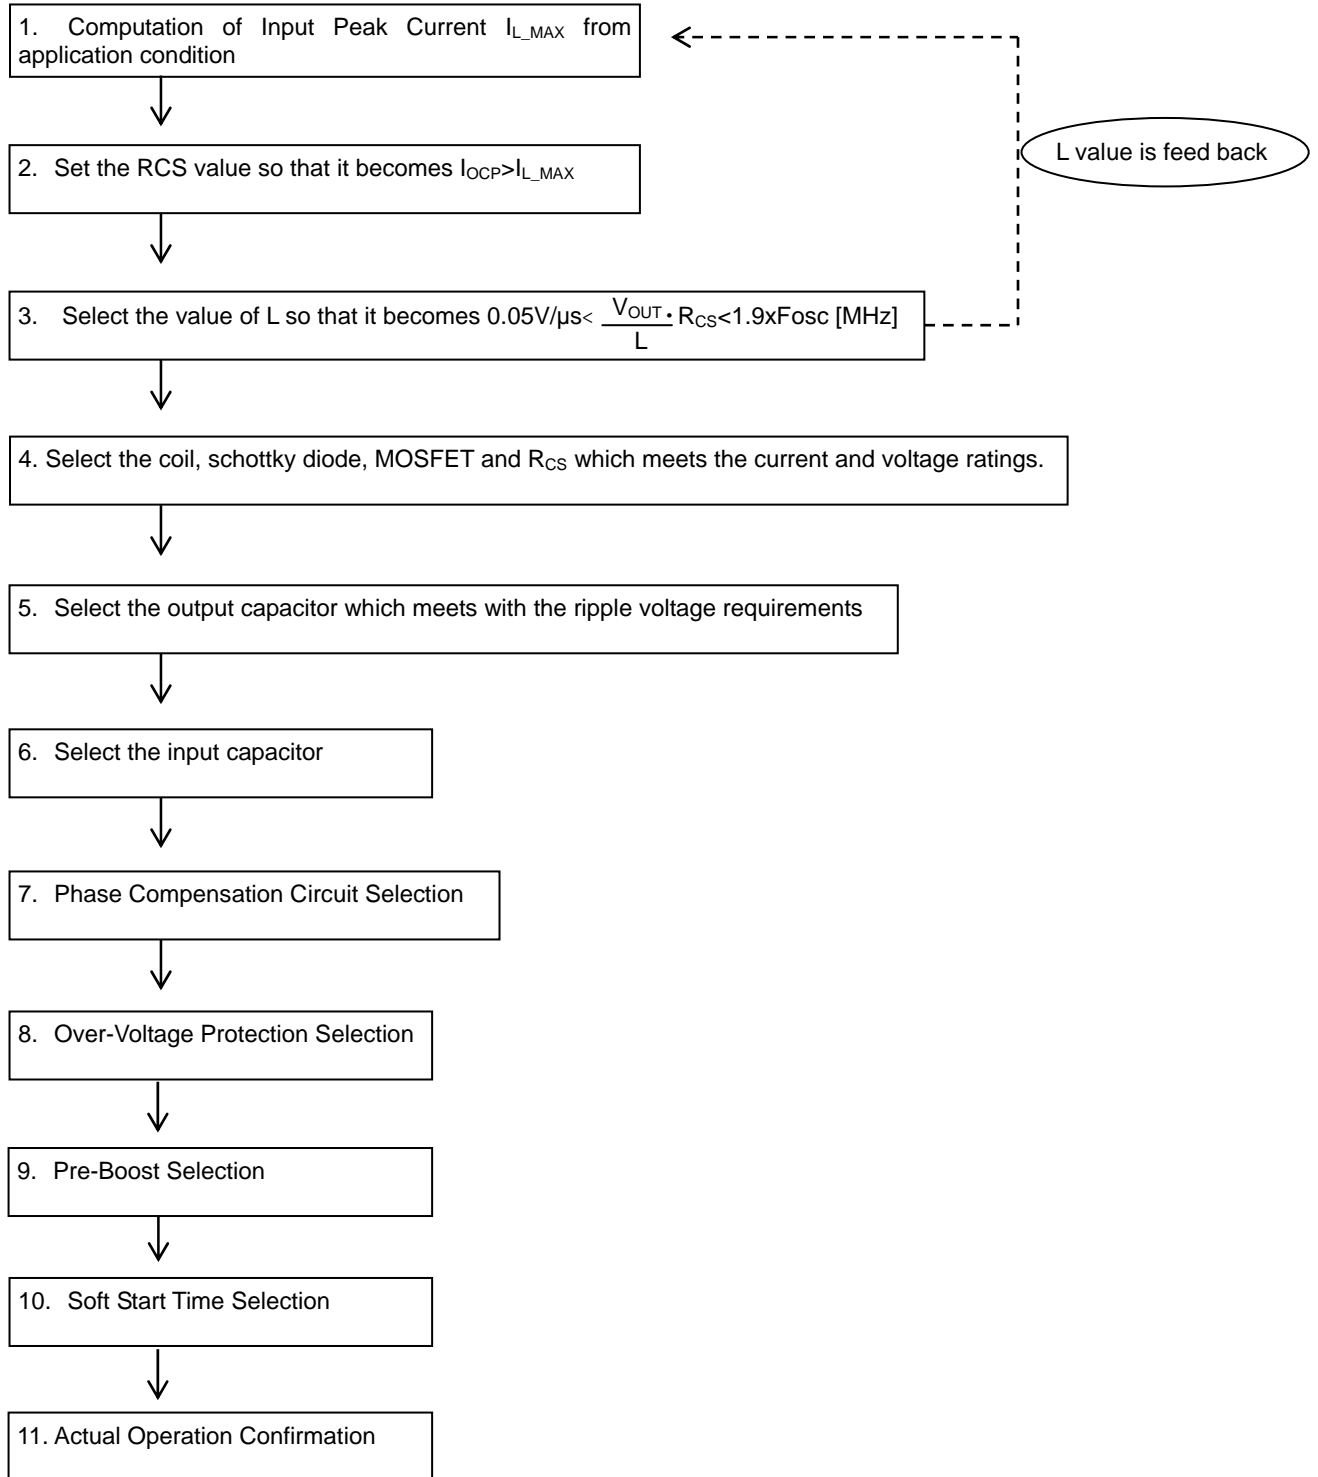 1. Computation of Input Peak Current I_L_MAX from
application condition
2. Set the RCS value so that it becomes I_OCP>I_L_MAX
L value is feed back
3. Select the value of L so that it becomes 0.05V/μs< V_OUT/L • R_CS<1.9xFosc [MHz]
4. Select the coil, schottky diode, MOSFET and R_CS which meets the current and voltage ratings.
5. Select the output capacitor which meets with the ripple voltage requirements
6. Select the input capacitor
7. Phase Compensation Circuit Selection
8. Over-Voltage Protection Selection
9. Pre-Boost Selection
10. Soft Start Time Selection
11. Actual Operation Confirmation